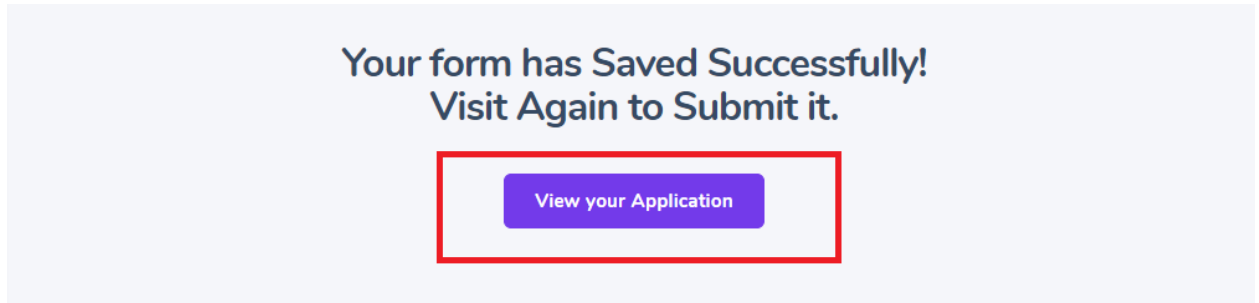 Your form has Saved Successfully!
Visit Again to Submit it.
View your Application